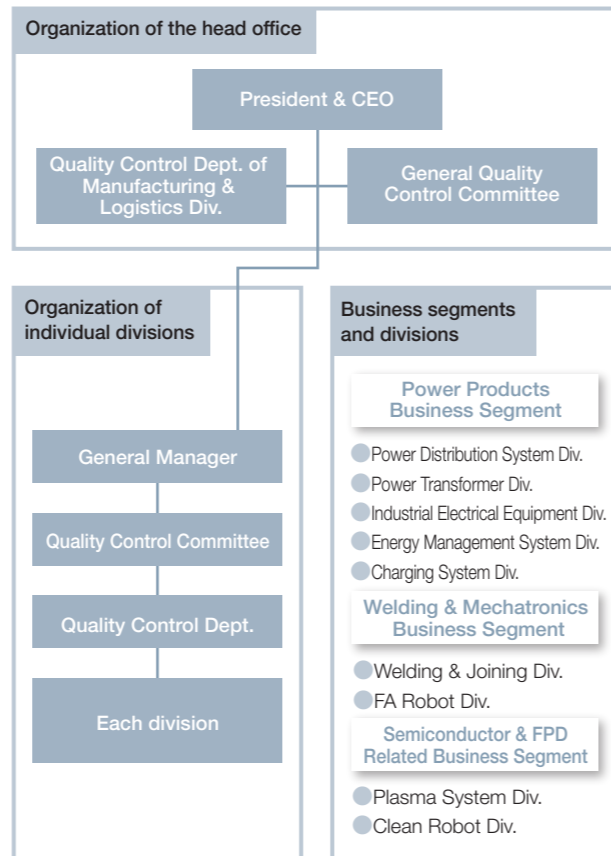 Organization of the head office
President & CEO
Quality Control Dept. of
Manufacturing &
Logistics Div.
General Quality
Control Committee
Organization of
individual divisions
General Manager
Quality Control Committee
Quality Control Dept.
Each division
Business segments
and divisions
Power Products
Business Segment
Power Distribution System Div.
Power Transformer Div.
Industrial Electrical Equipment Div.
Energy Management System Div.
Charging System Div.
Welding & Mechatronics
Business Segment
Welding & Joining Div.
FA Robot Div.
Semiconductor & FPD
Related Business Segment
Plasma System Div.
Clean Robot Div.